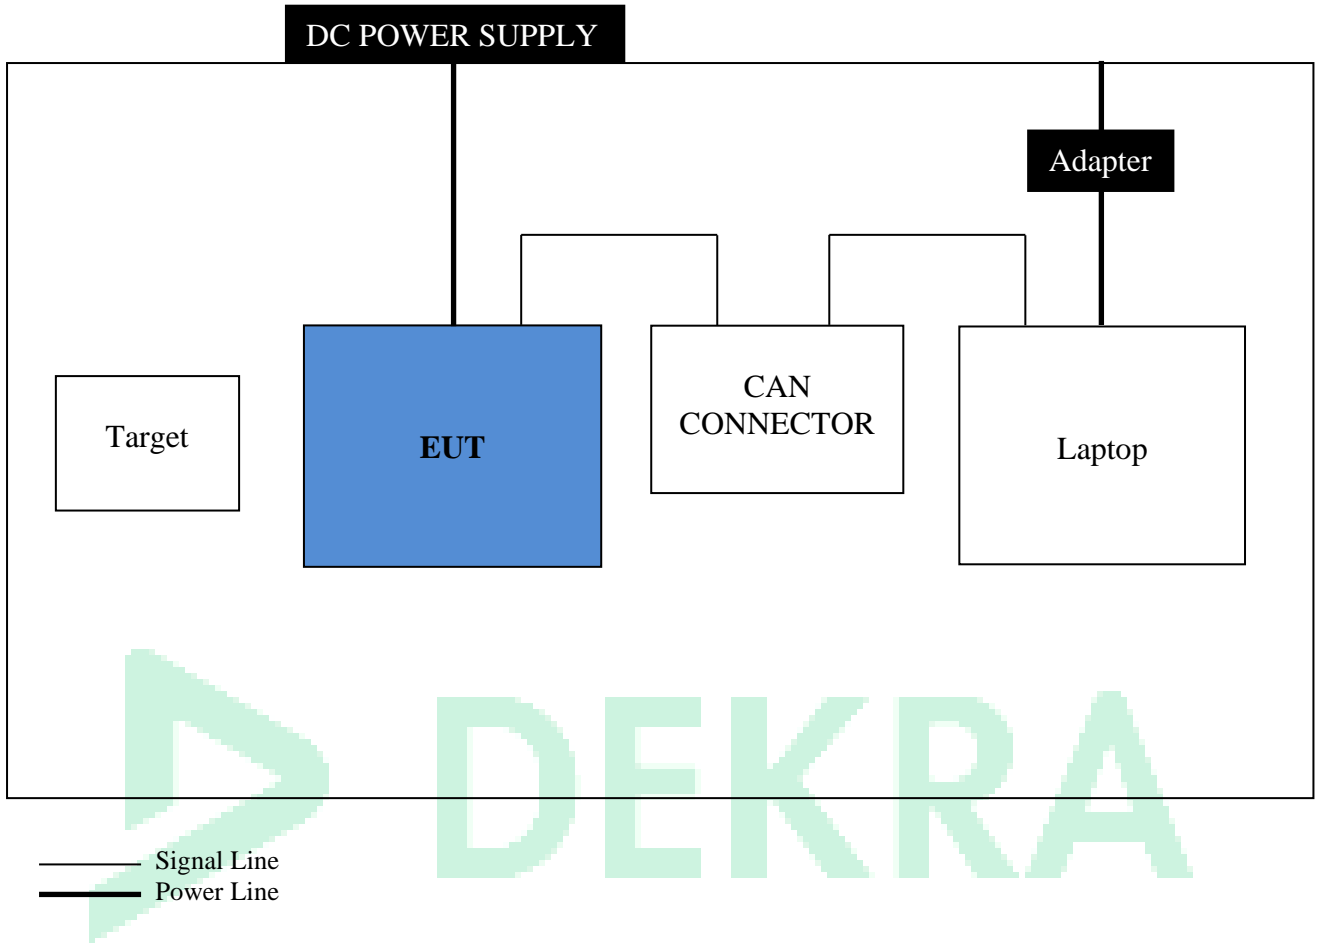 DC POWER SUPPLY
Adapter
Target
EUT
CAN
CONNECTOR
Laptop
DEKRA
Signal Line
Power Line